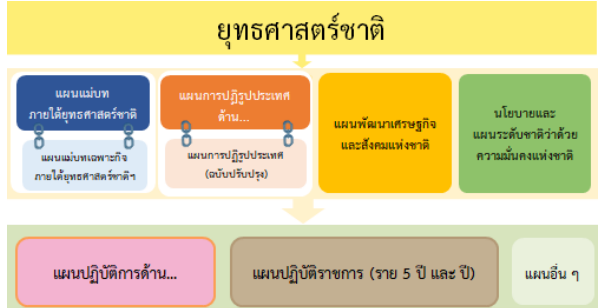 ยุทธศาสตร์ชาติ
แผนแม่บท
ภายใต้ยุทธศาสตร์ชาติ
แผนแม่บทเฉพาะกิจ
ภายใต้ยุทธศาสตร์ชาติฯ
แผนการปฏิรูปประเทศ
ด้าน...
แผนการปฏิรูปประเทศ
(ฉบับปรับปรุง)
แผนพัฒนาเศรษฐกิจ
และสังคมแห่งชาติ
นโยบายและ
แผนระดับชาติว่าด้วย
ความมั่นคงแห่งชาติ
แผนปฏิบัติการด้าน...
แผนปฏิบัติราชการ (ราย 5 ปี และ ปี)
แผนอื่น ๆ